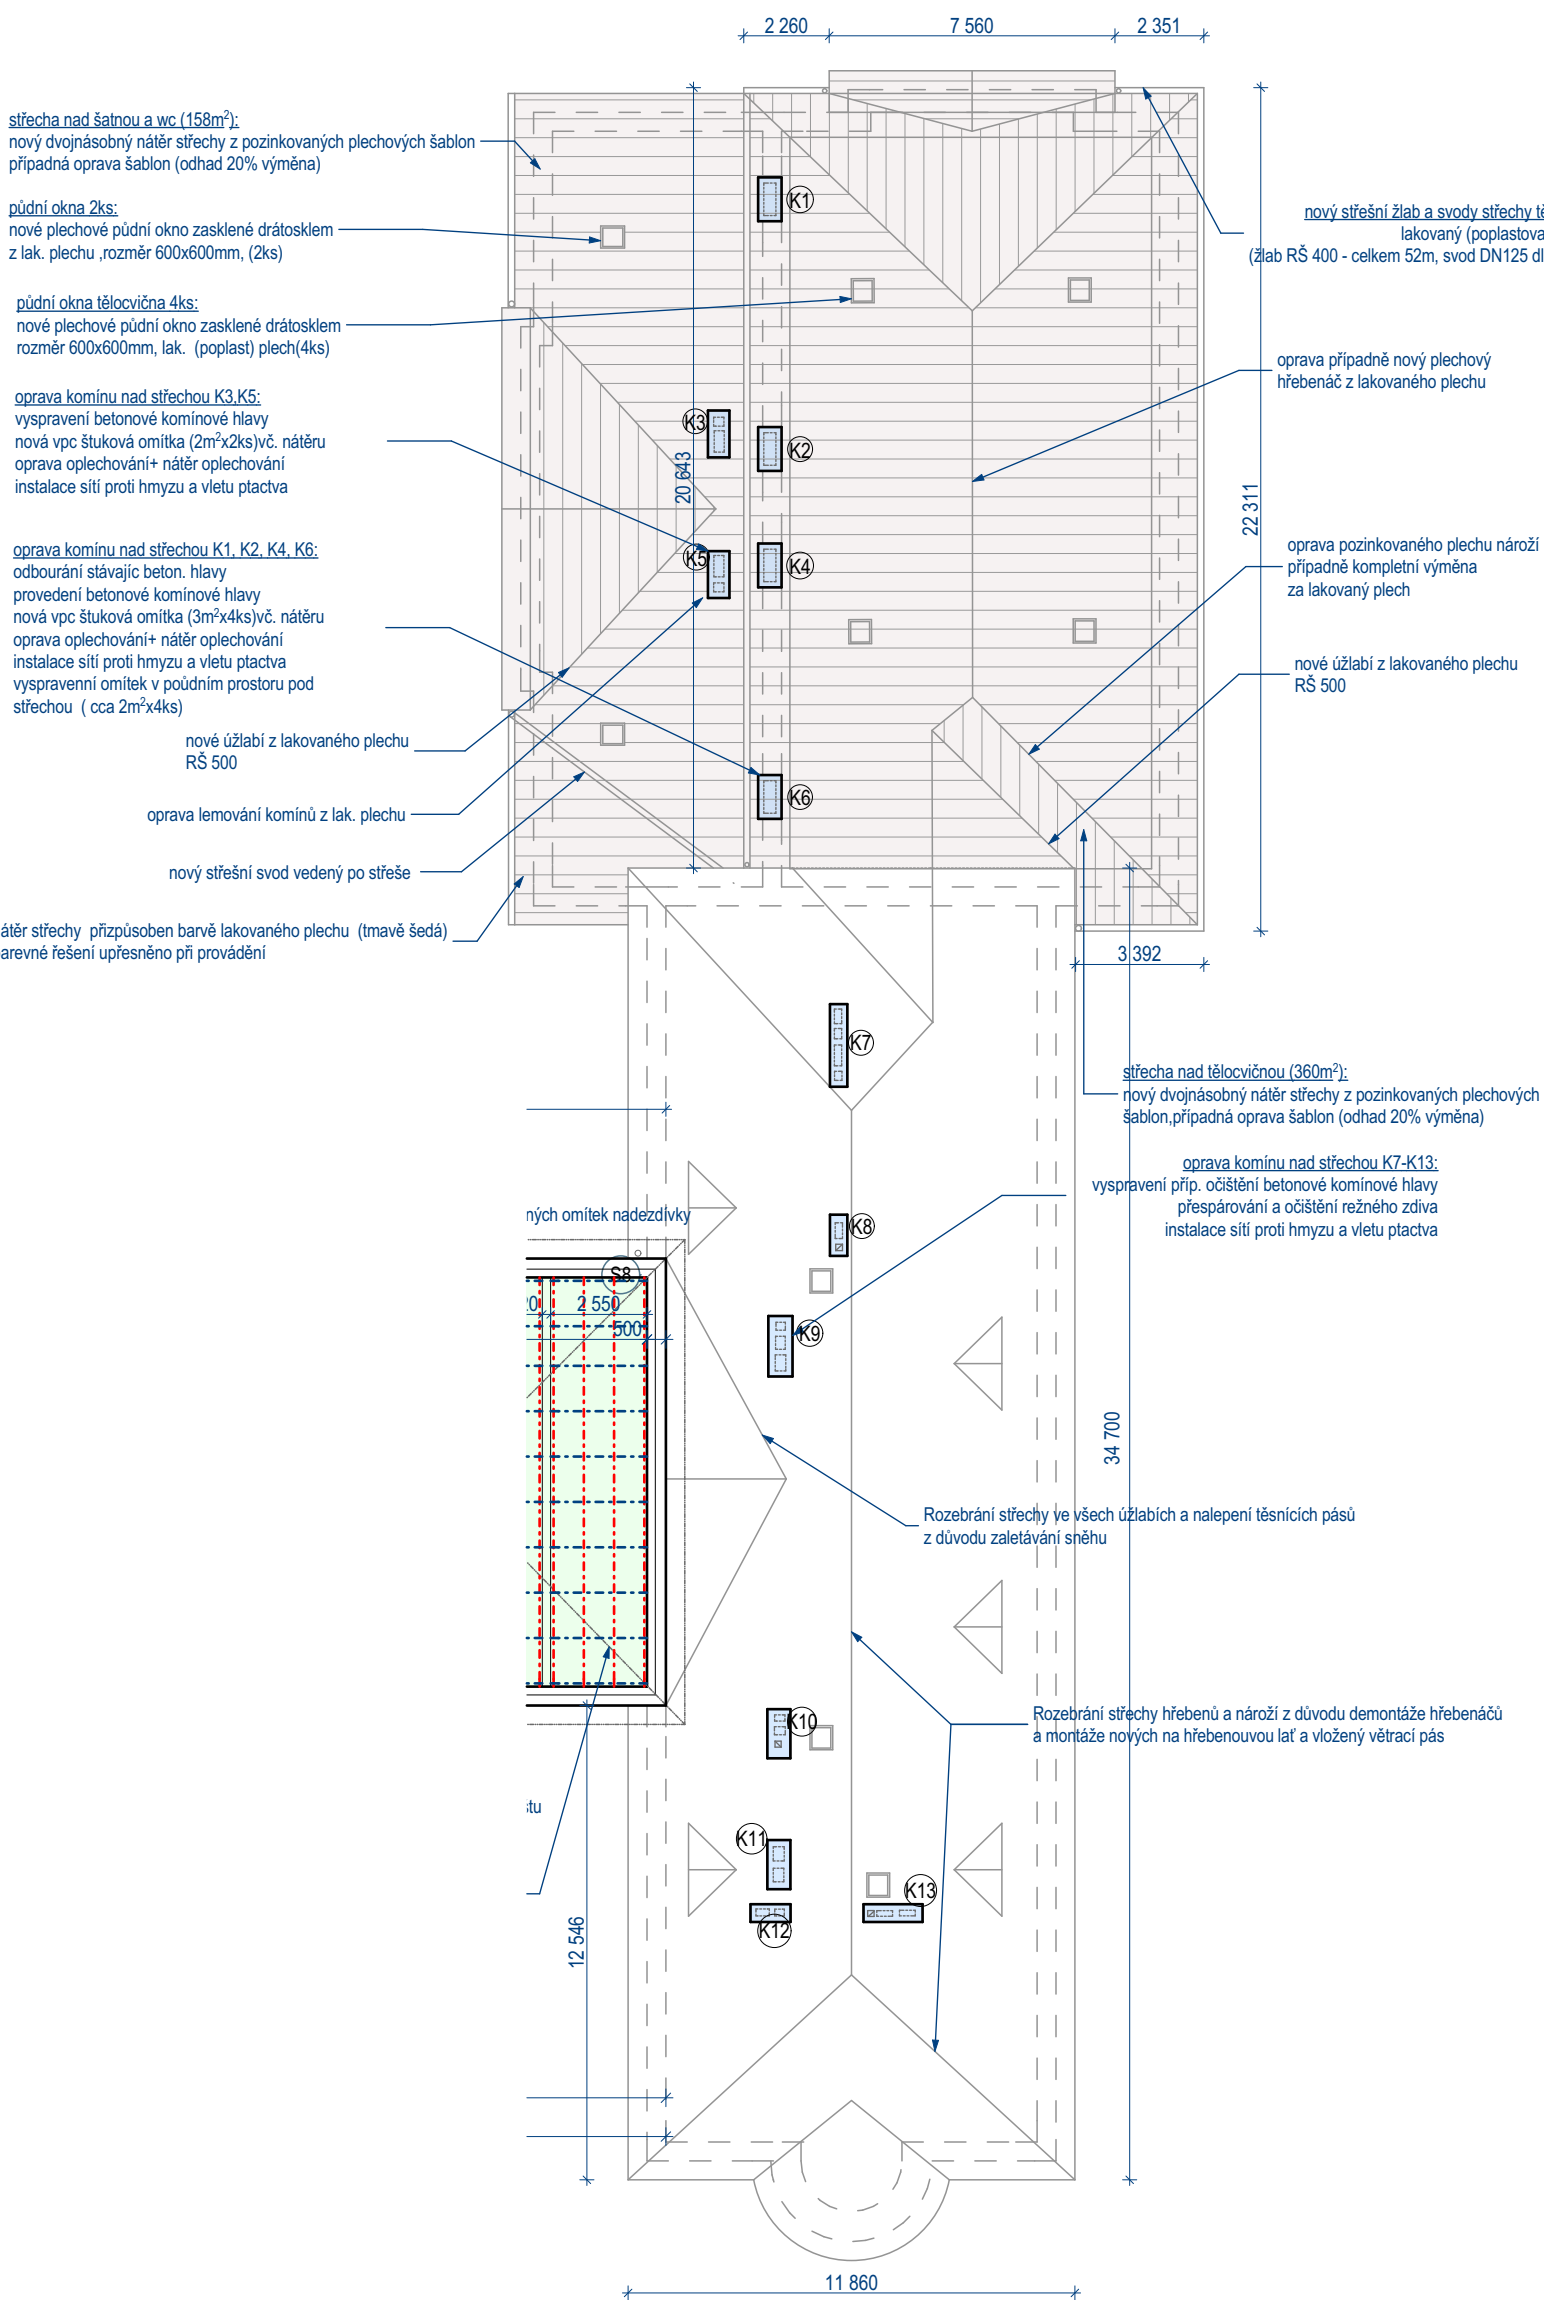 2 260
7 560
2 351
střecha nad šatnou a wc (158m²):
nový dvojnásobný nátěr střechy z pozinkovaných plechových šablon
případná oprava šablon (odhad 20% výměna)
půdní okna 2ks:
nové plechové půdní okno zasklené drátosklem
z lak. plechu ,rozměr 600x600mm, (2ks)
půdní okna tělocvična 4ks:
nové plechové půdní okno zasklené drátosklem
rozměr 600x600mm, lak. (poplast) plech(4ks)
oprava komínu nad střechou K3,K5:
vyspravení betonové komínové hlavy
nová vpc štuková omítka (2m²x2ks)vč. nátěru
oprava oplechování+ nátěr oplechování
instalace sítí proti hmyzu a vletu ptactva
oprava komínu nad střechou K1, K2, K4, K6:
odbourání stávajíc beton. hlavy
provedení betonové komínové hlavy
nová vpc štuková omítka (3m²x4ks)vč. nátěru
oprava oplechování+ nátěr oplechování
instalace sítí proti hmyzu a vletu ptactva
vyspravenní omítek v poůdním prostoru pod
střechou ( cca 2m²x4ks)
nové úžlabí z lakovaného plechu
RŠ 500
oprava lemování komínů z lak. plechu
nový střešní svod vedený po střeše
átěr střechy přizpůsoben barvě lakovaného plechu (tmavě šedá)
arevné řešení upřesněno při provádění
K1
K3
K2
K5
K4
K6
20 643
22 311
nový střešní žlab a svody střechy tě
lakovaný (poplastova
(žlab RŠ 400 - celkem 52m, svod DN125 dl
oprava případně nový plechový
hřebenáč z lakovaného plechu
oprava pozinkovaného plechu nároží
případně kompletní výměna
za lakovaný plech
nové úžlabí z lakovaného plechu
RŠ 500
3 392
K7
střecha nad tělocvičnou (360m²):
nový dvojnásobný nátěr střechy z pozinkovaných plechových
šablon,případná oprava šablon (odhad 20% výměna)
oprava komínu nad střechou K7-K13:
vyspravení příp. očištění betonové komínové hlavy
přespárování a očištění režného zdiva
instalace sítí proti hmyzu a vletu ptactva
ných omítek nadezdívky
K8
S8
20
2 550
500
K9
34 700
Rozebrání střechy ve všech úžlabích a nalepení těsnících pásů
z důvodu zaletávání sněhu
Rozebrání střechy hřebenů a nároží z důvodu demontáže hřebenáčů
a montáže nových na hřebenouvou lať a vložený větrací pás
K10
stu
K11
K13
K12
12 546
11 860